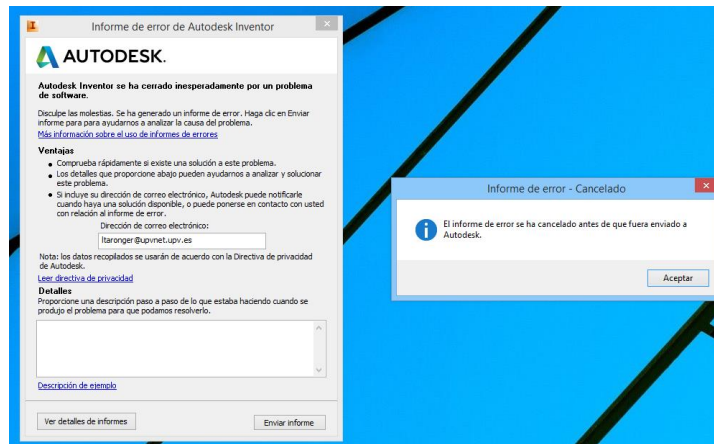 Informe de error de Autodesk Inventor
AUTODESK.
Autodesk Inventor se ha cerrado inesperadamente por un problema
de software.
Disculpe las molestias. Se ha generado un informe de error. Haga clic en Enviar
informe para para ayudarnos a analizar la causa del problema.
Más información sobre el uso de informes de errores
Ventajas
• Comprueba rápidamente si existe una solución a este problema.
• Los detalles que proporcione abajo pueden ayudarnos a analizar y solucionar
este problema.
• Si incluye su dirección de correo electrónico, Autodesk puede notificarle
cuando haya una solución disponible, o puede ponerse en contacto con usted
con relación al informe de error.
Dirección de correo electrónico:
ltaronger@upvnet.upv.es
Nota: los datos recopilados se usarán de acuerdo con la Directiva de privacidad
de Autodesk.
Leer directiva de privacidad
Detalles
Proporcione una descripción paso a paso de lo que estaba haciendo cuando se
produjo el problema para que podamos resolverlo.
Descripción de ejemplo
Ver detalles de informes
Enviar informe
Informe de error - Cancelado
El informe de error se ha cancelado antes de que fuera enviado a
Autodesk.
Aceptar